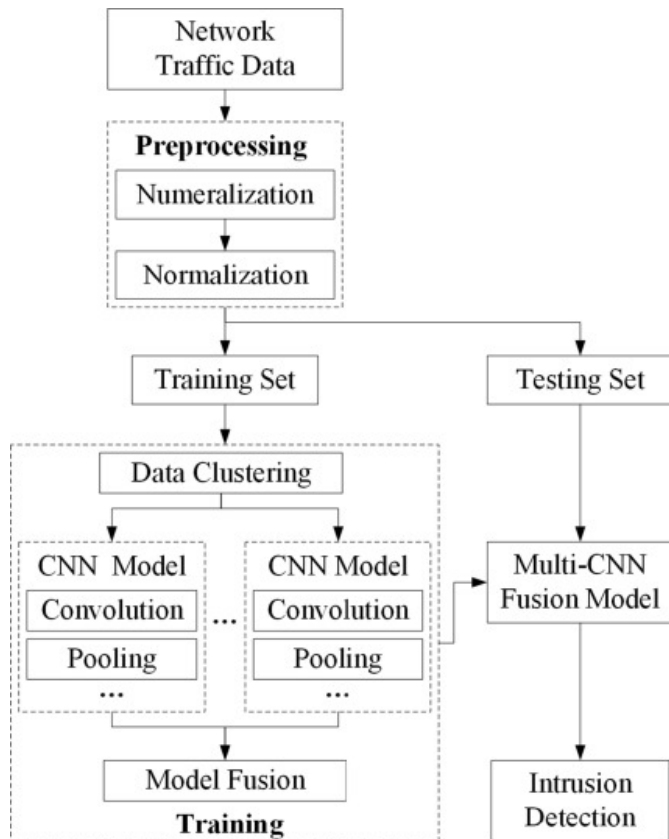 Network
Traffic Data
Preprocessing
Numeralization
Normalization
Training Set
Testing Set
Data Clustering
CNN Model
Convolution
Pooling
...
...
CNN Model
Convolution
Pooling
...
Multi-CNN
Fusion Model
Model Fusion
Training
Intrusion
Detection